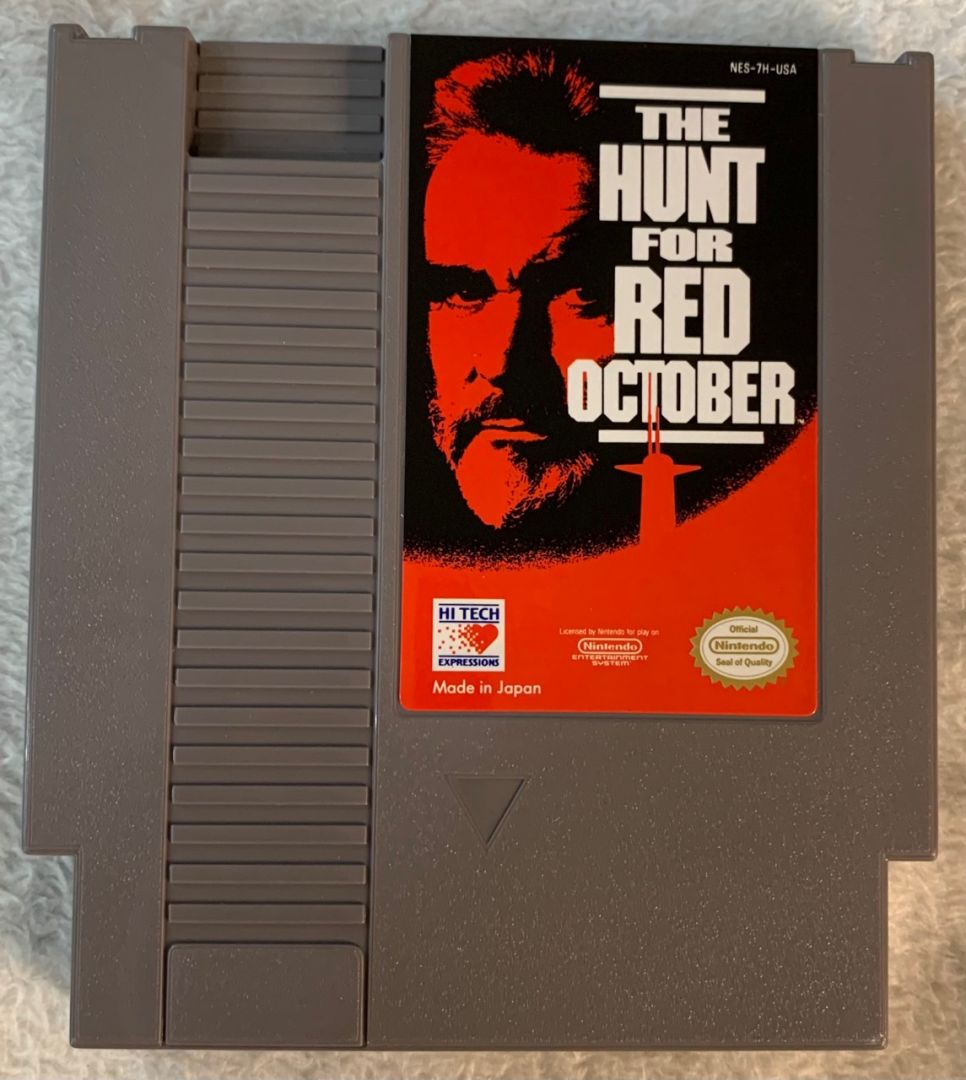 NES-7H-USA
THE
HUNT
FOR
RED
OCTOBER
HI TECH
EXPRESSIONS
Made in Japan
Licensed by Nintendo for play on
Nintendo
ENTERTAINMENT
SYSTEM
Official
Nintendo
Seal of Quality